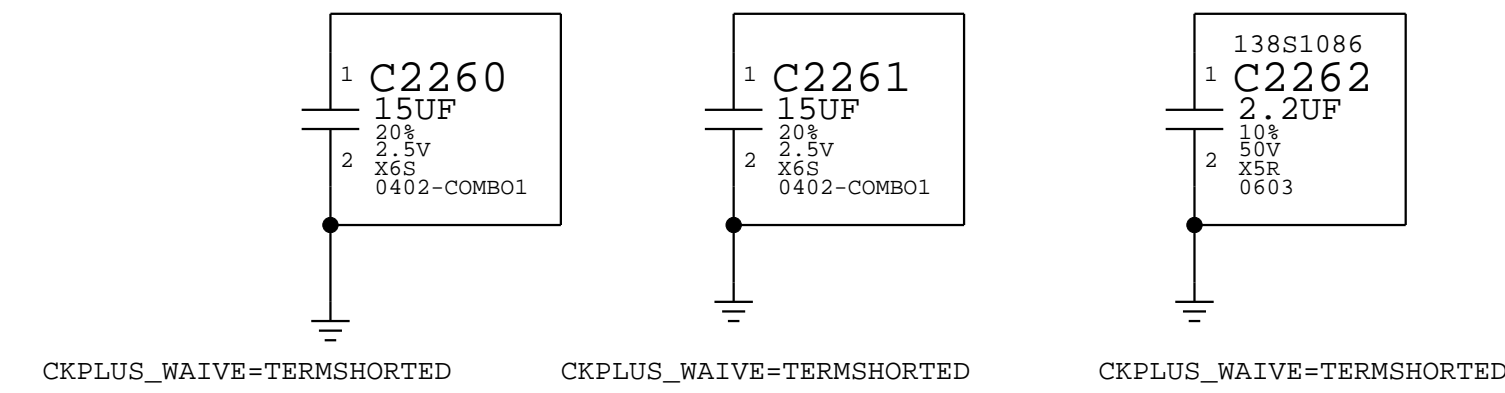 1
C2260
15UF
20%
2.5V
2
X6S
0402-COMBO1
1
C2261
15UF
20%
2.5V
2
X6S
0402-COMBO1
138S1086
1
C2262
2.2UF
10%
50V
2
X5R
0603
CKPLUS_WAIVE=TERMSHORTED
CKPLUS_WAIVE=TERMSHORTED
CKPLUS_WAIVE=TERMSHORTED